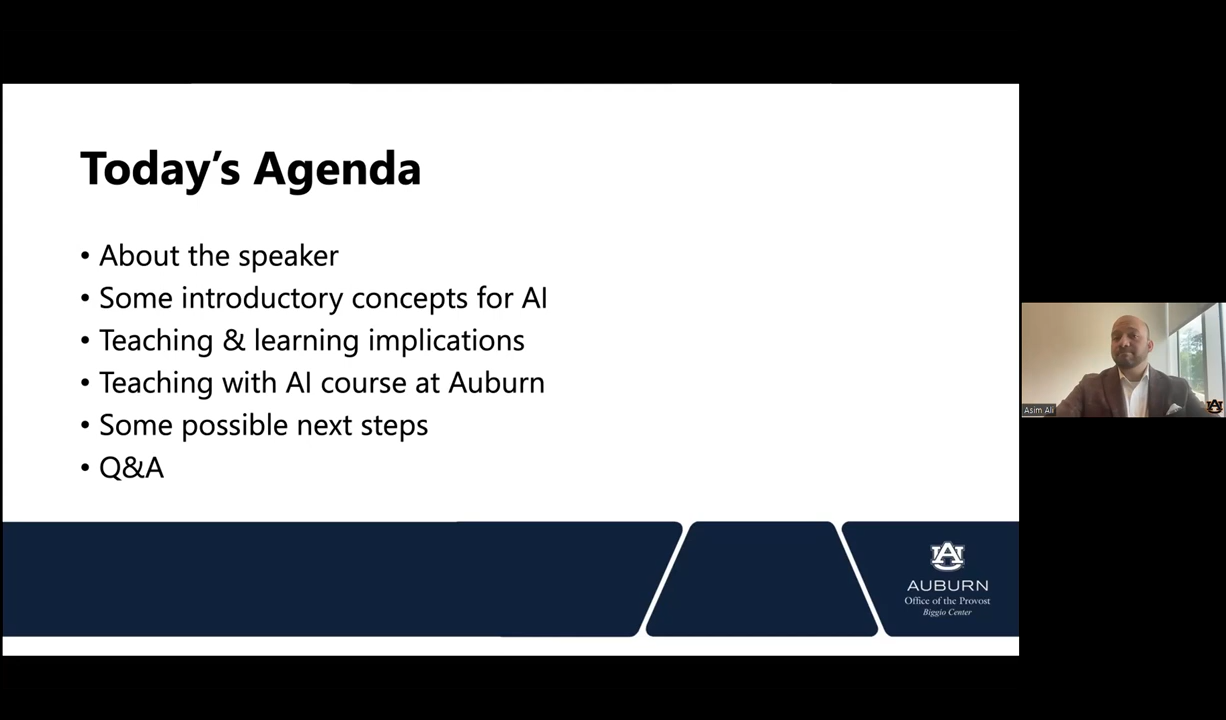 Today's Agenda
• About the speaker
• Some introductory concepts for AI
• Teaching & learning implications
• Teaching with AI course at Auburn
• Some possible next steps
• Q&A
AUBURN
Office of the Provost
Biggio Center
Asim Ali